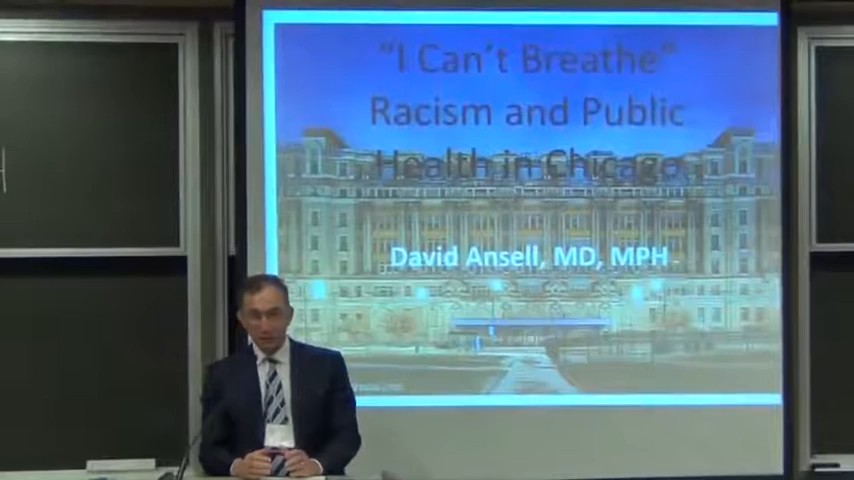 "I Can't Breathe"
Racism and Public
Health in Chicago
David Ansell, MD, MPH